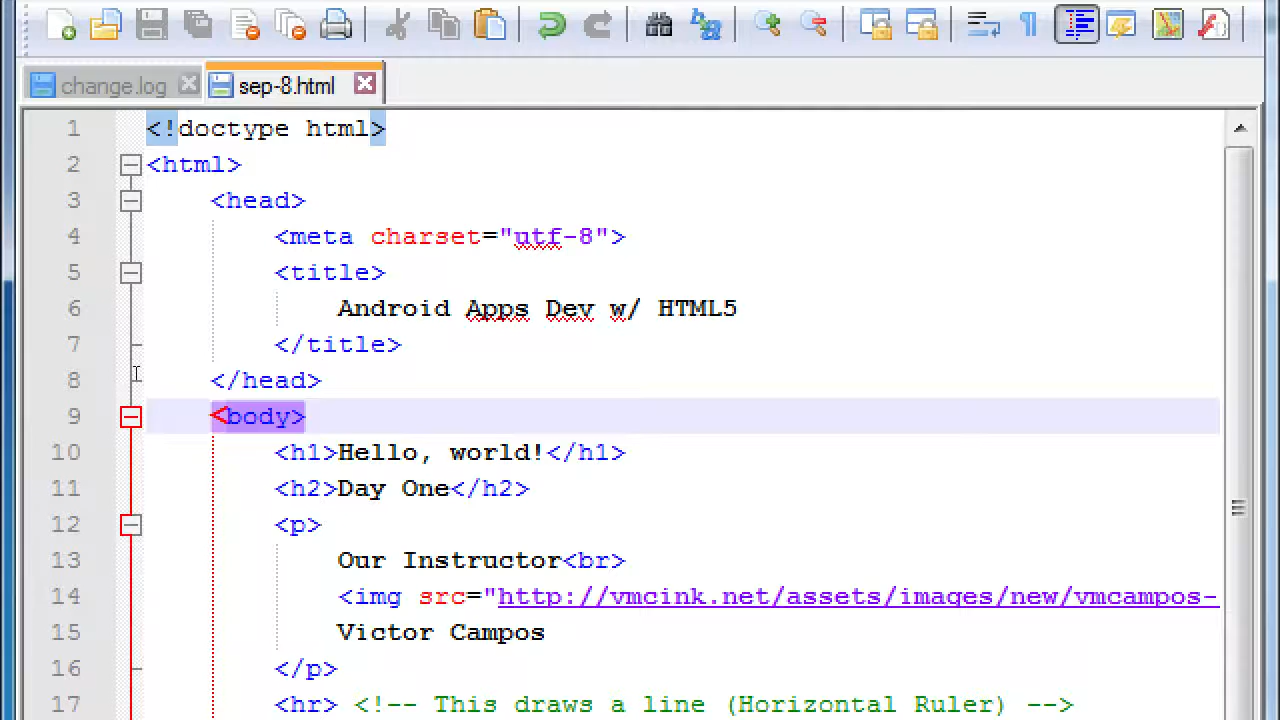 change.log sep-8.html
1 <!doctype html>
2 <html>
3 <head>
4 <meta charset="utf-8">
5 <title>
6 Android Apps Dev w/ HTML5
7 </title>
8 </head>
9 <body>
10 <h1>Hello, world!</h1>
11 <h2>Day One</h2>
12 <p>
13 Our Instructor<br>
14 <img src="http://vmcink.net/assets/images/new/vmcampos-
15 Victor Campos
16 </p>
17 <hr> <!-- This draws a line (Horizontal Ruler) -->